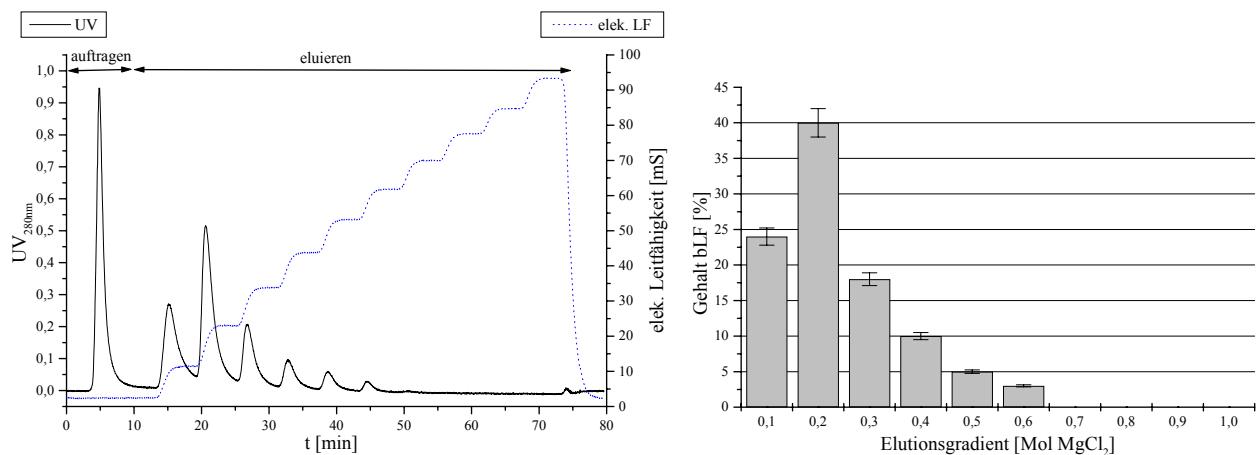 UV
elek. LF
auftragen
eluieren
1,0
0,9
0,8
0,7
0,6
0,5
0,4
0,3
0,2
0,1
0,0
UV280nm
100
90
80
70
60
50
40
30
20
10
0
elek. Leitfähigkeit [mS]
0 10 20 30 40 50 60 70 80
t [min]
45
40
35
30
25
20
15
10
5
0
Gehalt bLF [%]
0,1 0,2 0,3 0,4 0,5 0,6 0,7 0,8 0,9 1,0
Elutionsgradient [Mol MgCl2]